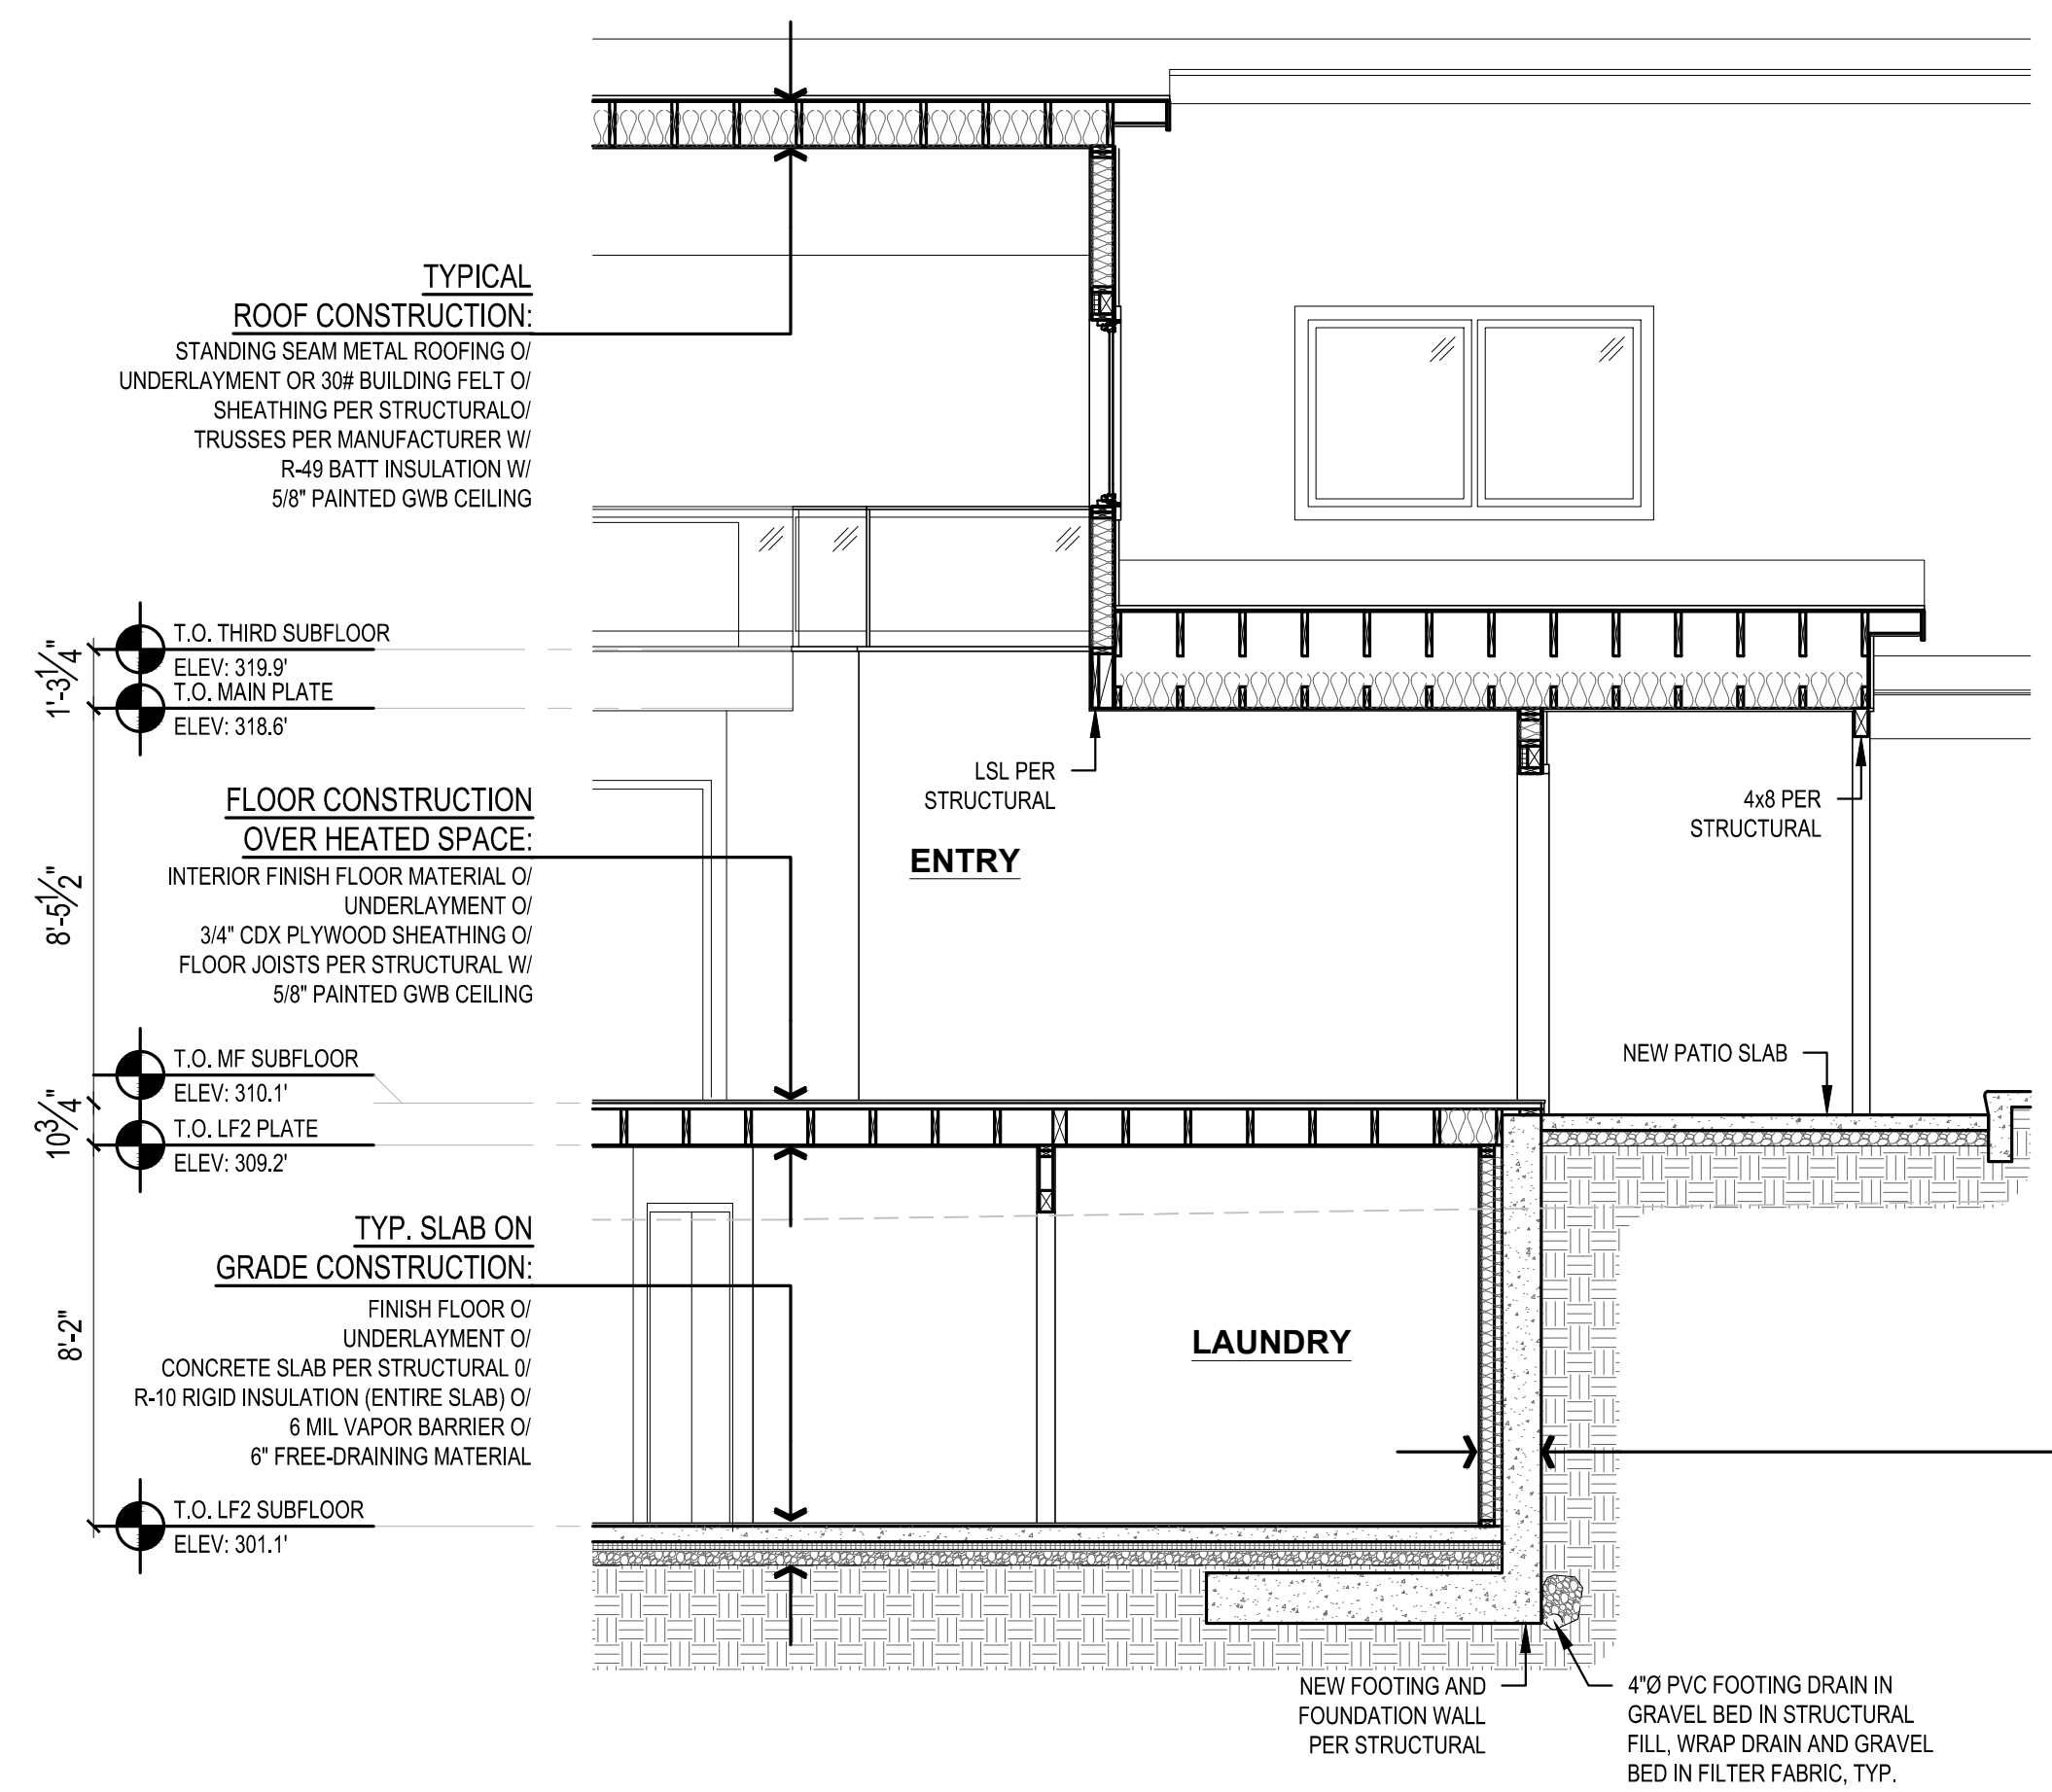 TYPICAL
ROOF CONSTRUCTION:
STANDING SEAM METAL ROOFING O/
UNDERLAYMENT OR 30# BUILDING FELT O/
SHEATHING PER STRUCTURALO/
TRUSSES PER MANUFACTURER W/
R-49 BATT INSULATION W/
5/8" PAINTED GWB CEILING
T.O. THIRD SUBFLOOR
ELEV: 319.9'
1'-3 1/4"
T.O. MAIN PLATE
ELEV: 318.6'
LSL PER
STRUCTURAL
4x8 PER
STRUCTURAL
FLOOR CONSTRUCTION
OVER HEATED SPACE:
INTERIOR FINISH FLOOR MATERIAL O/
UNDERLAYMENT O/
3/4" CDX PLYWOOD SHEATHING O/
FLOOR JOISTS PER STRUCTURAL W/
5/8" PAINTED GWB CEILING
8'-5 1/2"
ENTRY
NEW PATIO SLAB
T.O. MF SUBFLOOR
ELEV: 310.1'
10 3/4"
T.O. LF2 PLATE
ELEV: 309.2'
TYP. SLAB ON
GRADE CONSTRUCTION:
FINISH FLOOR O/
UNDERLAYMENT O/
CONCRETE SLAB PER STRUCTURAL 0/
R-10 RIGID INSULATION (ENTIRE SLAB) O/
6 MIL VAPOR BARRIER O/
6" FREE-DRAINING MATERIAL
8'-2"
LAUNDRY
T.O. LF2 SUBFLOOR
ELEV: 301.1'
NEW FOOTING AND
FOUNDATION WALL
PER STRUCTURAL
4"Ø PVC FOOTING DRAIN IN
GRAVEL BED IN STRUCTURAL
FILL, WRAP DRAIN AND GRAVEL
BED IN FILTER FABRIC, TYP.